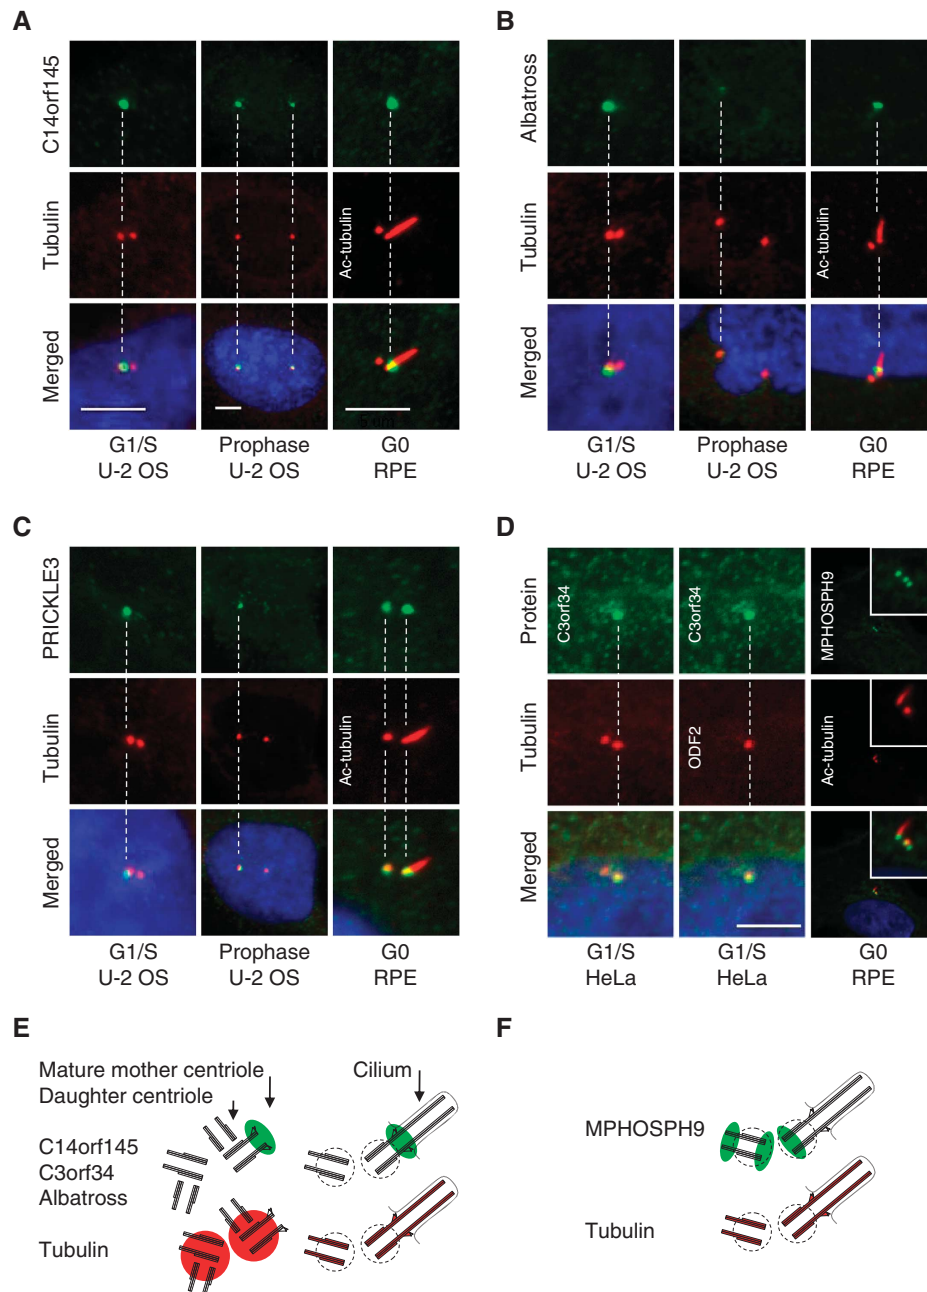 A
C14orf145
Tubulin
Ac-tubulin
Merged
G1/S
U-2 OS
Prophase
U-2 OS
G0
RPE
B
Albatross
Tubulin
Ac-tubulin
Merged
G1/S
U-2 OS
Prophase
U-2 OS
G0
RPE
C
PRICKLE3
Tubulin
Ac-tubulin
Merged
G1/S
U-2 OS
Prophase
U-2 OS
G0
RPE
D
Protein
C3orf34
C3orf34
MPHOSPH9
Tubulin
ODF2
Ac-tubulin
Merged
G1/S
HeLa
G1/S
HeLa
G0
RPE
E
Mature mother centriole
Daughter centriole
Cilium
C14orf145
C3orf34
Albatross
Tubulin
F
MPHOSPH9
Tubulin